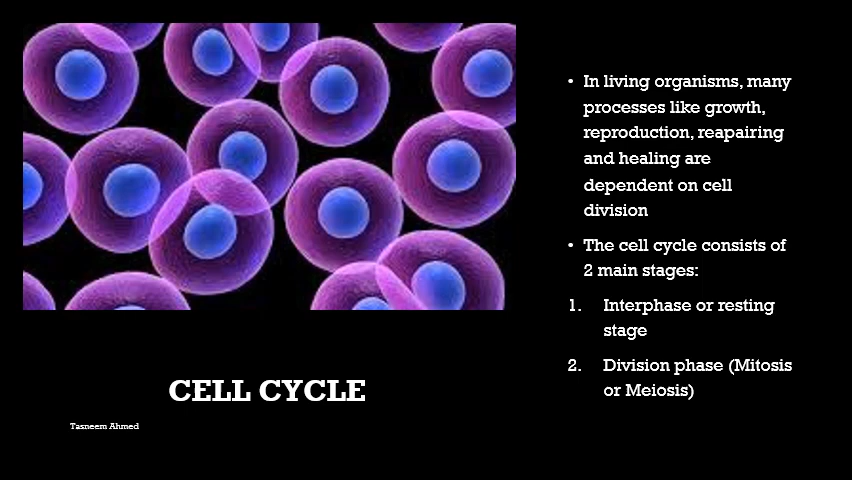 • In living organisms, many
processes like growth,
reproduction, reapairing
and healing are
dependent on cell
division
• The cell cycle consists of
2 main stages:
1. Interphase or resting
stage
2. Division phase (Mitosis
or Meiosis)
CELL CYCLE
Tasneem Ahmed